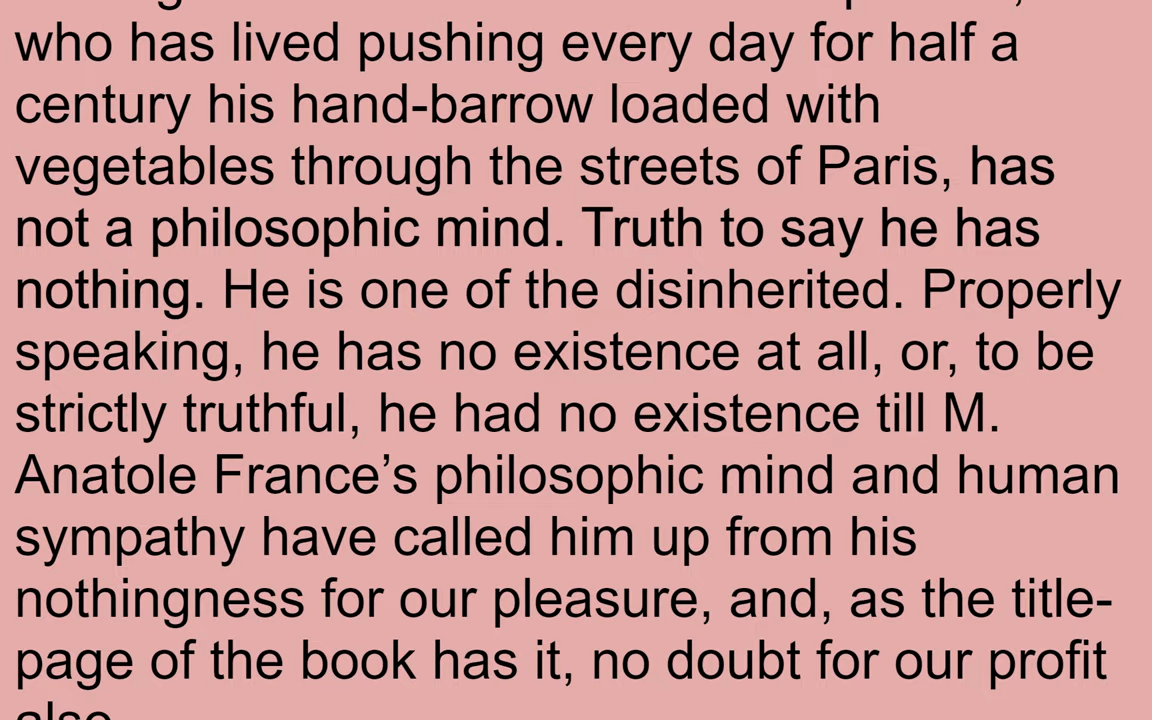 who has lived pushing every day for half a
century his hand-barrow loaded with
vegetables through the streets of Paris, has
not a philosophic mind. Truth to say he has
nothing. He is one of the disinherited. Properly
speaking, he has no existence at all, or, to be
strictly truthful, he had no existence till M.
Anatole France’s philosophic mind and human
sympathy have called him up from his
nothingness for our pleasure, and, as the title-
page of the book has it, no doubt for our profit
also